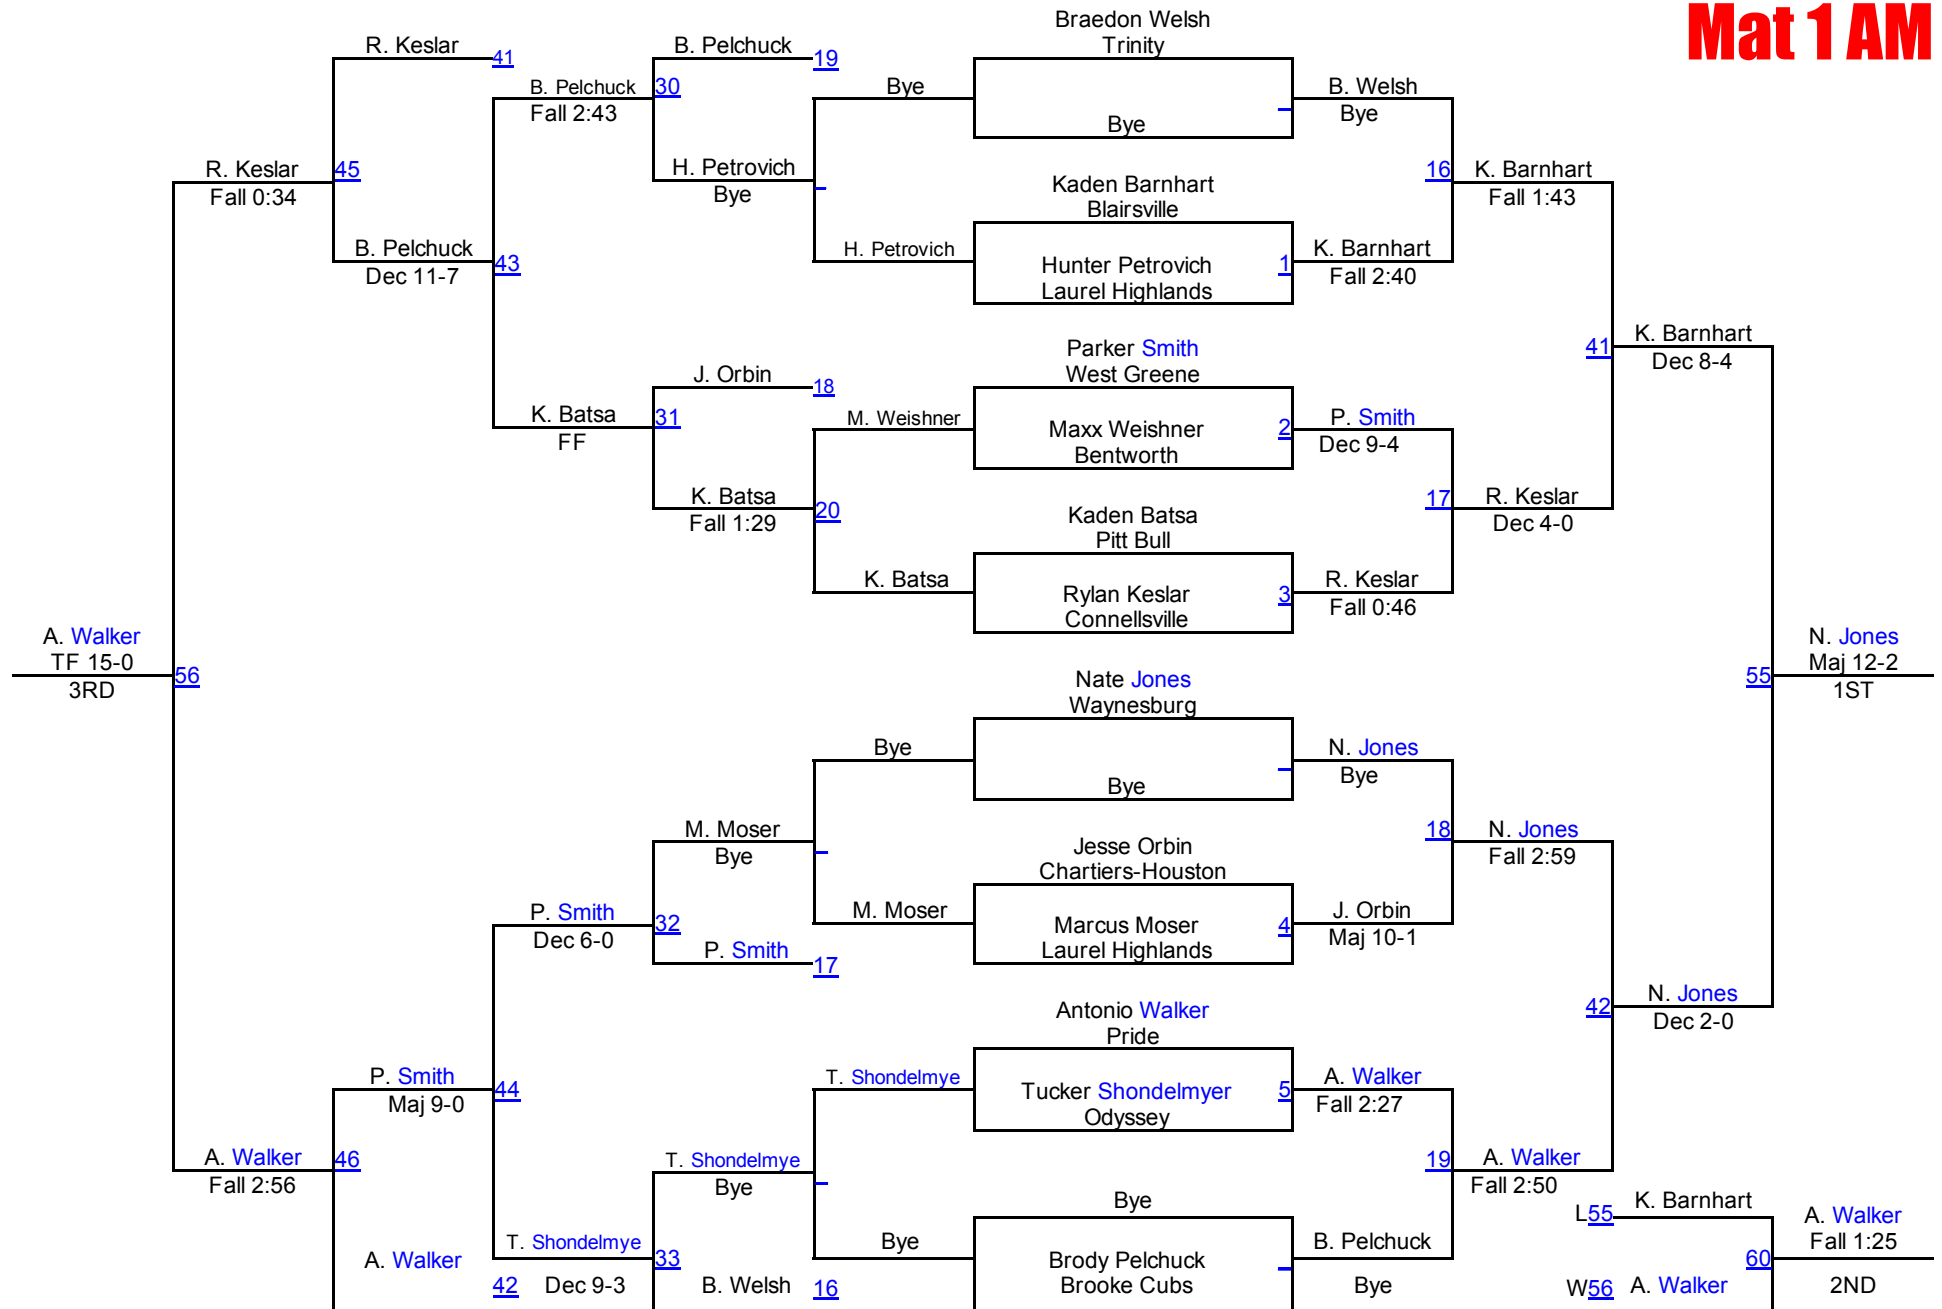 Mat 1 AM
Braedon Welsh
Trinity
R. Keslar
41
B. Pelchuck
19
B. Pelchuck
30
Fall 2:43
Bye
Bye
B. Welsh
Bye
R. Keslar
45
Fall 0:34
H. Petrovich
Bye
Kaden Barnhart
Blairsville
16
K. Barnhart
Fall 1:43
B. Pelchuck
43
Dec 11-7
H. Petrovich
Hunter Petrovich
Laurel Highlands
1
K. Barnhart
Fall 2:40
Parker Smith
West Greene
41
K. Barnhart
Dec 8-4
J. Orbin
18
K. Batsa
31
FF
M. Weishner
Maxx Weishner
Bentworth
2
P. Smith
Dec 9-4
K. Batsa
20
Fall 1:29
Kaden Batsa
Pitt Bull
17
R. Keslar
Dec 4-0
K. Batsa
Rylan Keslar
Connellsville
3
R. Keslar
Fall 0:46
A. Walker
TF 15-0
56
3RD
N. Jones
Maj 12-2
55
1ST
Nate Jones
Waynesburg
Bye
Bye
N. Jones
Bye
M. Moser
Bye
Jesse Orbin
Chartiers-Houston
18
N. Jones
Fall 2:59
P. Smith
32
Dec 6-0
M. Moser
Marcus Moser
Laurel Highlands
4
J. Orbin
Maj 10-1
P. Smith
17
Antonio Walker
Pride
42
N. Jones
Dec 2-0
P. Smith
44
Maj 9-0
T. Shondelmye
Tucker Shondelmyer
Odyssey
5
A. Walker
Fall 2:27
A. Walker
46
Fall 2:56
T. Shondelmye
Bye
19
A. Walker
Fall 2:50
Bye
L55
K. Barnhart
A. Walker
Fall 1:25
A. Walker
T. Shondelmye
33
Bye
Brody Pelchuck
Brooke Cubs
B. Pelchuck
Bye
60
42
Dec 9-3
B. Welsh
16
W56
A. Walker
2ND